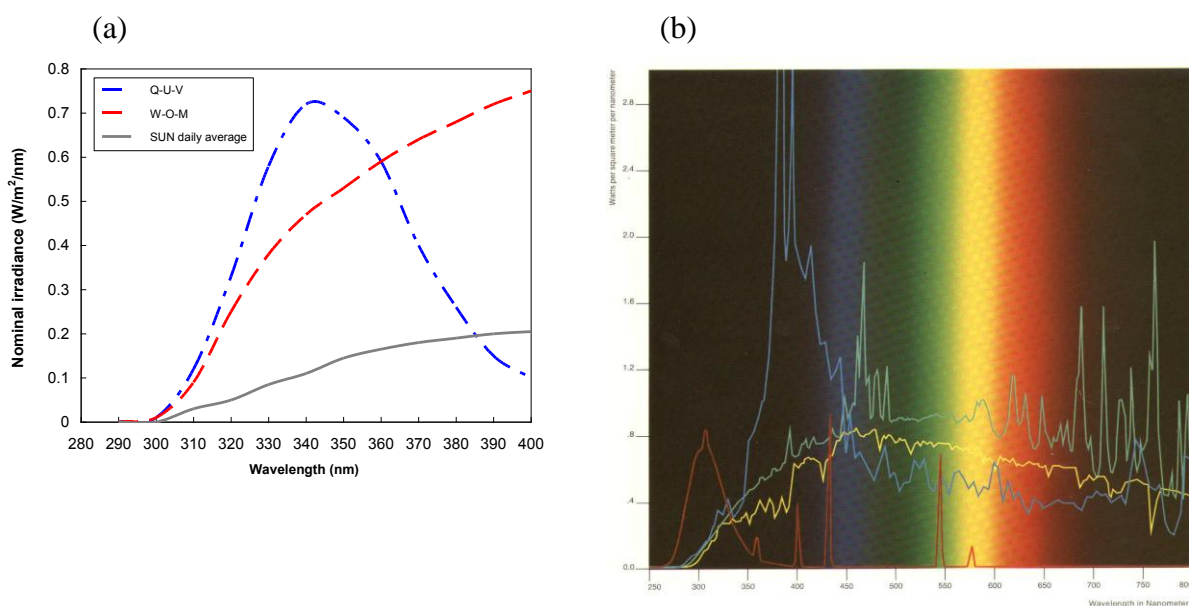 (a)
(b)
Nominal irradiance (W/m²/nm)
0.8
0.7
0.6
0.5
0.4
0.3
0.2
0.1
0
Q-U-V
W-O-M
SUN daily average
280 290 300 310 320 330 340 350 360 370 380 390 400
Wavelength (nm)
Watts per square meter per nanometer
2.8
2.4
2.0
1.6
1.2
.8
.4
0.0
250 300 350 400 450 500 550 600 650 700 750 800
Wavelength in Nanometer